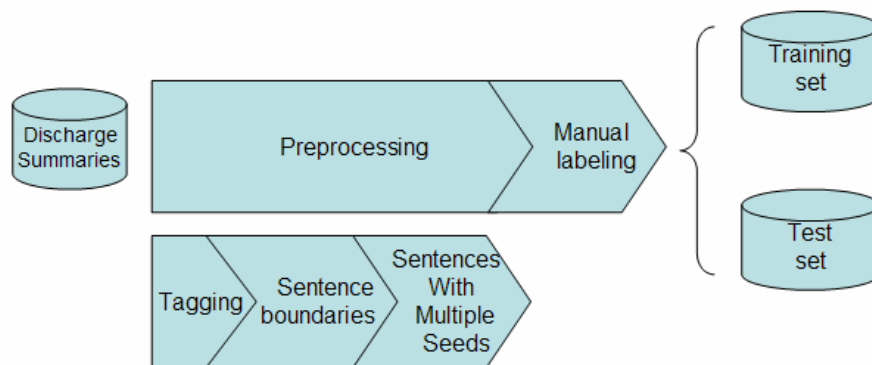 Discharge
Summaries
Preprocessing
Manual
labeling
Training
set
Test
set
Tagging
Sentence
boundaries
Sentences
With
Multiple
Seeds